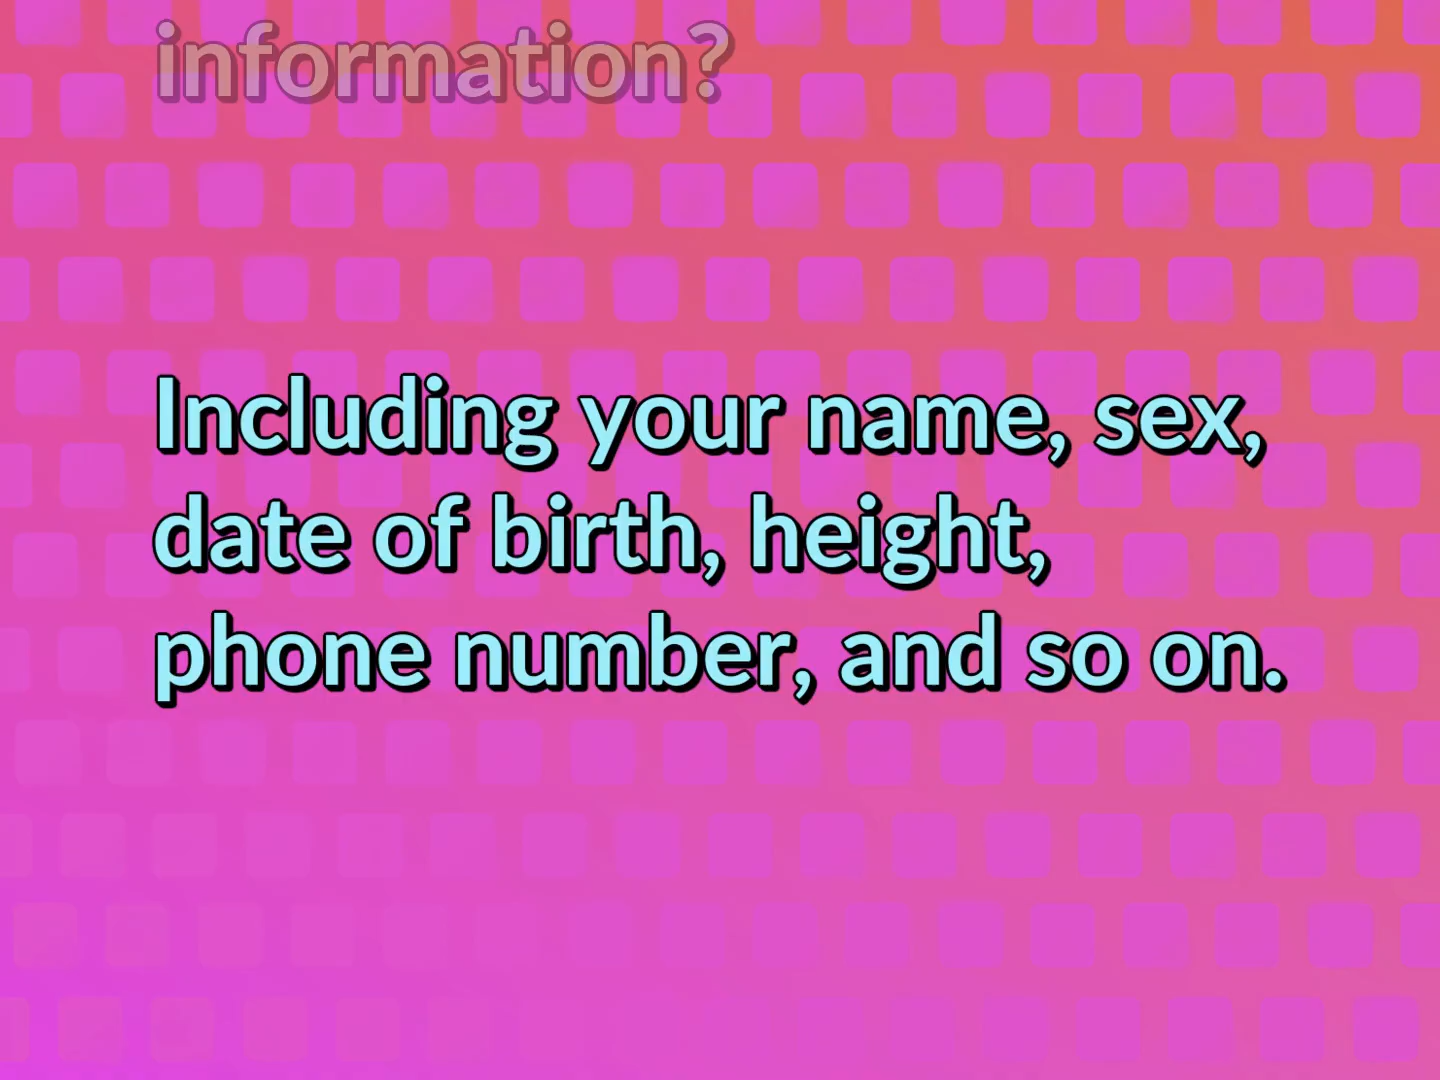 information?
Including your name, sex,
date of birth, height,
phone number, and so on.